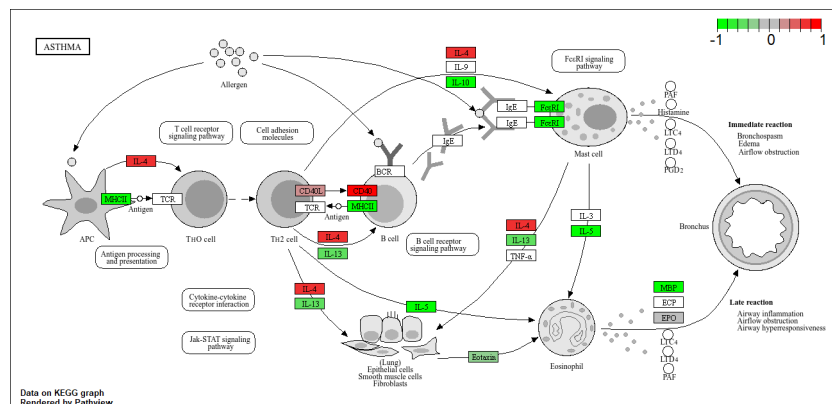 -1 0 1
ASTHMA
Allergen
IL-4
IL-9
IL-10
FcεRI signaling
pathway
T cell receptor
signaling pathway
Cell adhesion
molecules
IgE
FcεRI
IgE
FcεRI
Mast cell
IgE
PAF
Histamine
LTC4
LTD4
PGD2
Immediate reaction
Bronchospasm
Edema
Airflow obstruction
IL-4
MHCII
Antigen
TCR
APC
TH0 cell
Antigen processing
and presentation
BCR
CD40L
CD40
TCR
MHCII
Antigen
TH2 cell
B cell
IL-4
IL-13
B cell receptor
signaling pathway
IL-4
IL-13
TNF-α
IL-3
IL-5
Bronchus
Cytokine-cytokine
receptor interaction
IL-4
IL-13
IL-5
Jak-STAT signaling
pathway
(Lung)
Epithelial cells
Smooth muscle cells
Fibroblasts
Eotaxin
Eosinophil
MBP
ECP
EPO
LTC4
LTD4
PAF
Late reaction
Airway inflammation
Airflow obstruction
Airway hyperresponsiveness
Data on KEGG graph
Rendered by Pathview